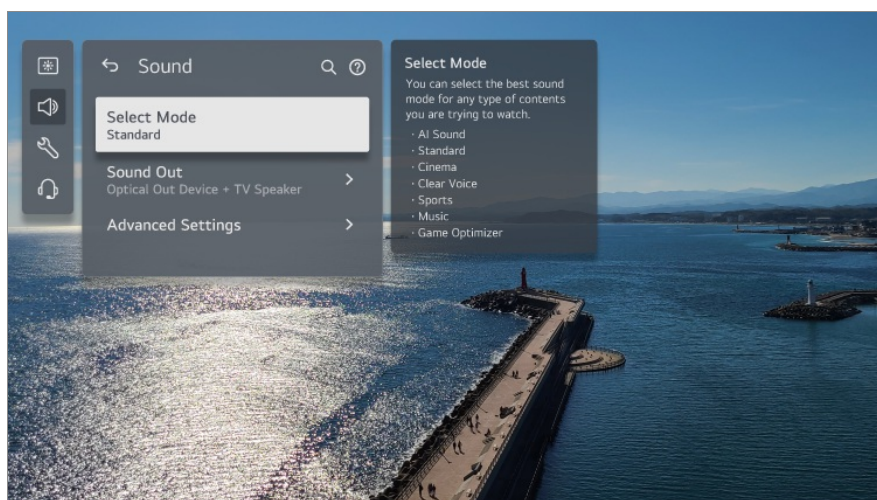 Sound
Select Mode
Standard
Sound Out
Optical Out Device + TV Speaker
Advanced Settings
Select Mode
You can select the best sound
mode for any type of contents
you are trying to watch.
· AI Sound
· Standard
· Cinema
· Clear Voice
· Sports
· Music
· Game Optimizer